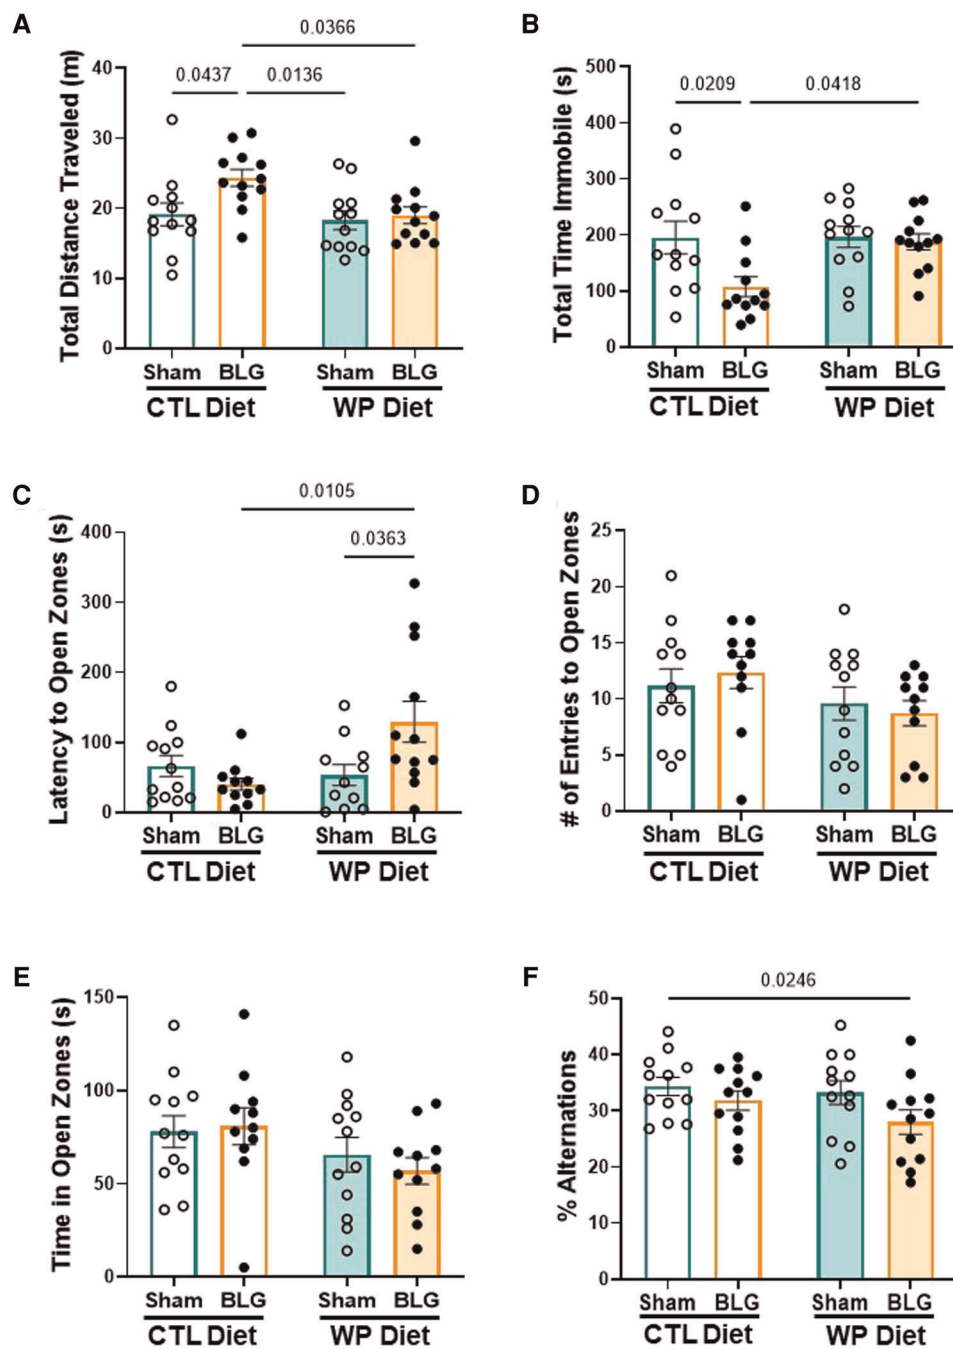 A
0.0366
0.0437
0.0136
Total Distance Traveled (m)
40
30
20
10
0
Sham BLG Sham BLG
CTL Diet WP Diet
B
0.0209
0.0418
Total Time Immobile (s)
500
400
300
200
100
0
Sham BLG Sham BLG
CTL Diet WP Diet
C
0.0105
0.0363
Latency to Open Zones (s)
400
300
200
100
0
Sham BLG Sham BLG
CTL Diet WP Diet
D
# of Entries to Open Zones
25
20
15
10
5
0
Sham BLG Sham BLG
CTL Diet WP Diet
E
Time in Open Zones (s)
150
100
50
0
Sham BLG Sham BLG
CTL Diet WP Diet
F
0.0246
% Alternations
50
40
30
20
10
0
Sham BLG Sham BLG
CTL Diet WP Diet